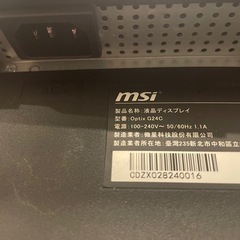 msi
製品名称：液晶ディスプレイ
型番：Optix G24C
電源：100-240V～ 50/60Hz 1.1A
製造業者：微星科技股份有限公司
製造業者所在地：臺灣235新北市中和區立
CDZX028240016